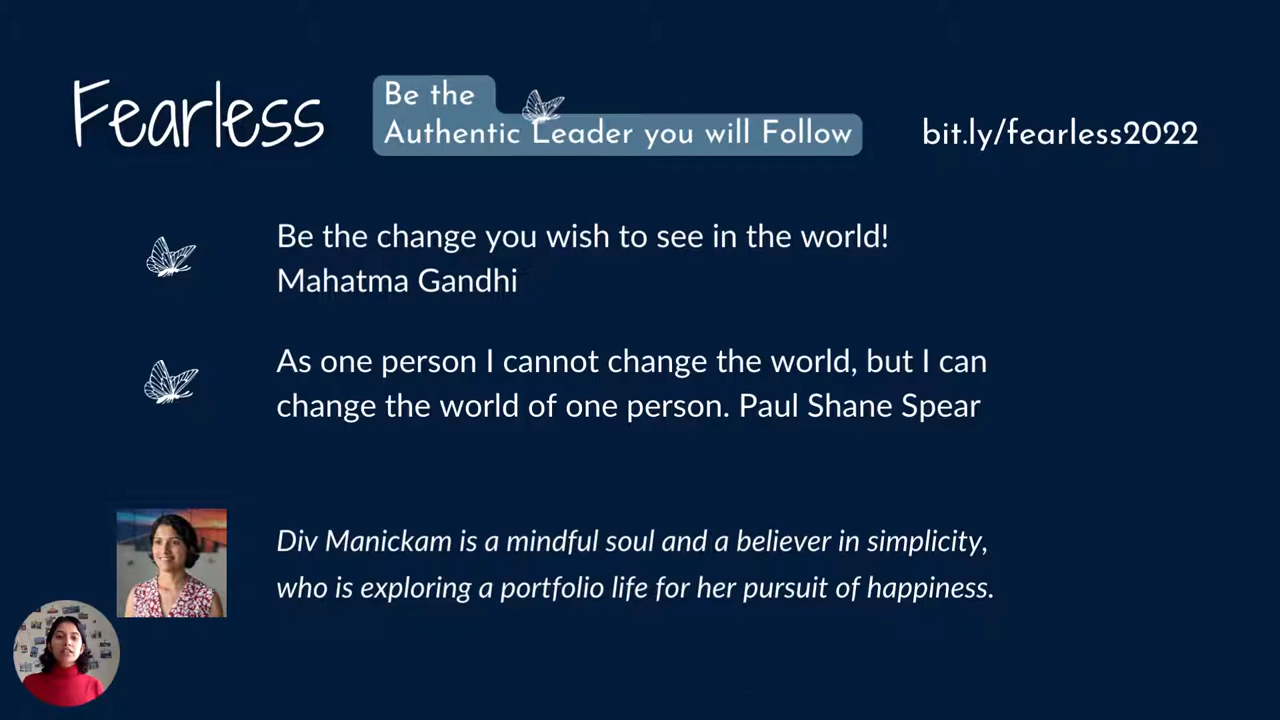 Fearless
Be the
Authentic Leader you will Follow
bit.ly/fearless2022
Be the change you wish to see in the world!
Mahatma Gandhi
As one person I cannot change the world, but I can
change the world of one person. Paul Shane Spear
Div Manickam is a mindful soul and a believer in simplicity,
who is exploring a portfolio life for her pursuit of happiness.